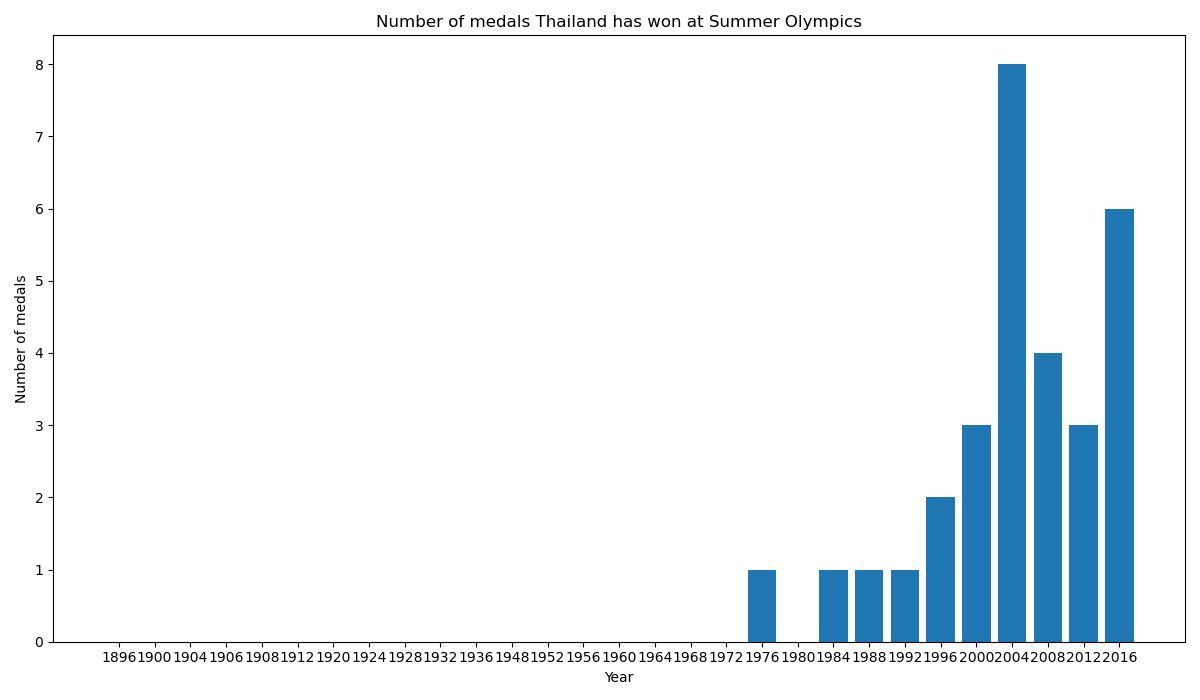 Number of medals Thailand has won at Summer Olympics
8
7
6
5
4
3
2
1
0
Number of medals
1896 1900 1904 1906 1908 1912 1920 1924 1928 1932 1936 1948 1952 1956 1960 1964 1968 1972 1976 1980 1984 1988 1992 1996 2000 2004 2008 2012 2016
Year